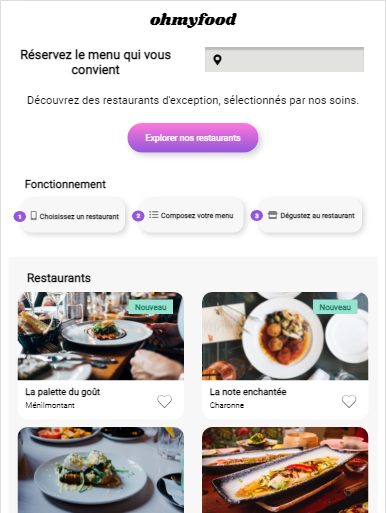 ohmyfood
Réservez le menu qui vous
convient
Découvrez des restaurants d'exception, sélectionnés par nos soins.
Explorer nos restaurants
Fonctionnement
1 Choisissez un restaurant
2 Composez votre menu
3 Dégustez au restaurant
Restaurants
Nouveau
Nouveau
La palette du goût
Ménilmontant
La note enchantée
Charonne